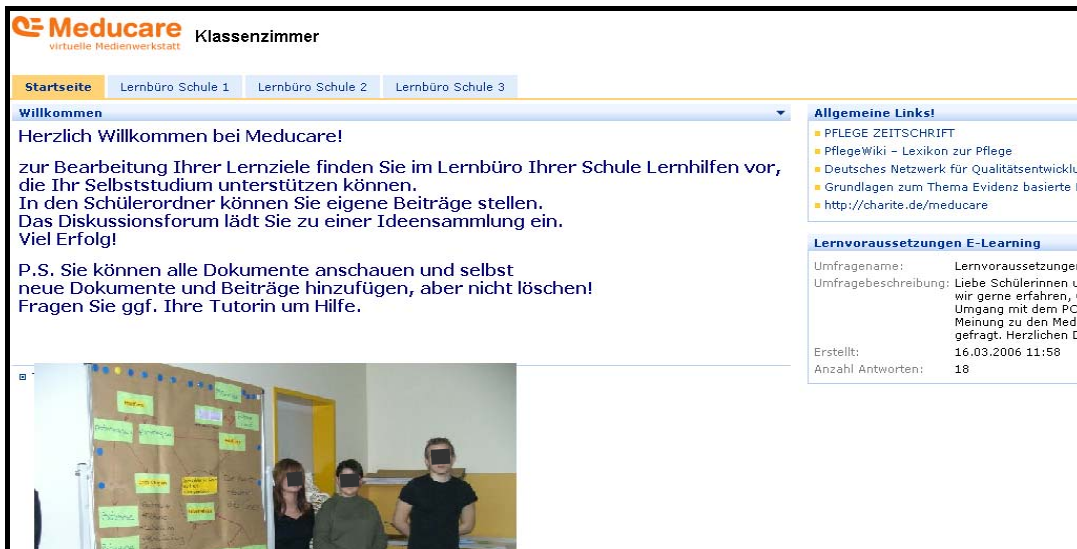 Meducare
virtuelle Medienwerkstatt
Klassenzimmer
Startseite
Lernbüro Schule 1
Lernbüro Schule 2
Lernbüro Schule 3
Willkommen
Herzlich Willkommen bei Meducare!
zur Bearbeitung Ihrer Lernziele finden Sie im Lernbüro Ihrer Schule Lernhilfen vor,
die Ihr Selbststudium unterstützen können.
In den Schülerordner können Sie eigene Beiträge stellen.
Das Diskussionsforum lädt Sie zu einer Ideensammlung ein.
Viel Erfolg!
P.S. Sie können alle Dokumente anschauen und selbst
neue Dokumente und Beiträge hinzufügen, aber nicht löschen!
Fragen Sie ggf. Ihre Tutorin um Hilfe.
Allgemeine Links!
PFLEGE ZEITSCHRIFT
PflegeWiki – Lexikon zur Pflege
Deutsches Netzwerk für Qualitätsentwicklu
Grundlagen zum Thema Evidenz basierte
http://charite.de/meducare
Lernvoraussetzungen E-Learning
Umfragename: Lernvoraussetzungen
Umfragebeschreibung: Liebe Schülerinnen u
wir gerne erfahren,
Umgang mit dem PC
Meinung zu den Med
gefragt. Herzlichen D
Erstellt: 16.03.2006 11:58
Anzahl Antworten: 18